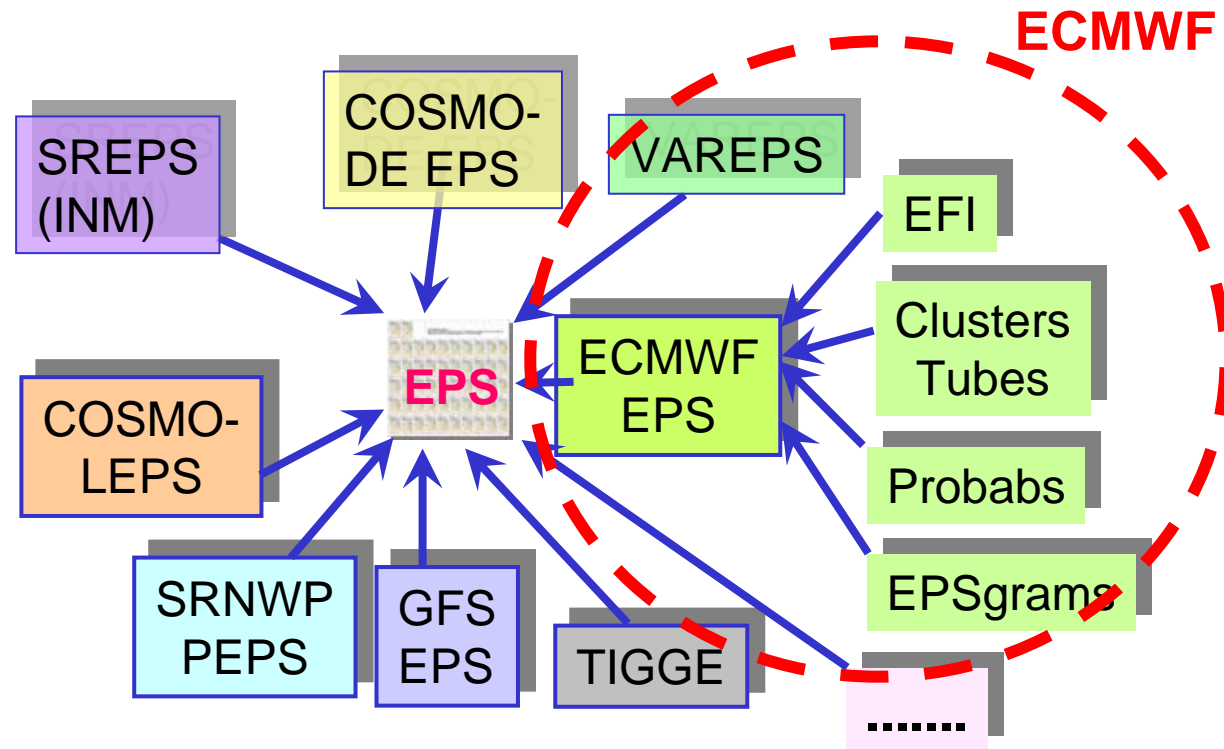 ECMWF
COSMO-
DE EPS
VAREPS
SREPS
(INM)
EFI
Clusters
Tubes
ECMWF
EPS
EPS
COSMO-
LEPS
Probabs
EPSgrams
SRNWP
PEPS
GFS
EPS
TIGGE
.......